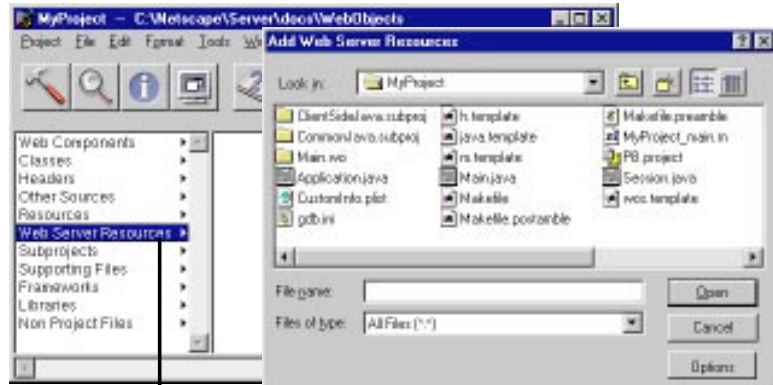 MyProject — C:\Netscape\Server\docs\WebObjects
Project File Edit Format Tools
Add Web Server Resources
Look in: MyProject
ClientSideJava.subproj
CommonJava.subproj
Main.wo
Application.java
CustomInfo.plist
gdb.ini
h.template
java.template
m.template
Main.java
Makefile
Makefile.postamble
Makefile.preamble
MyProject_main.m
PB.project
Session.java
wos.template
Web Components
Classes
Headers
Other Sources
Resources
Web Server Resources
Subprojects
Supporting Files
Frameworks
Libraries
Non Project Files
File name:
Open
Files of type: All Files (*.*)
Cancel
Options